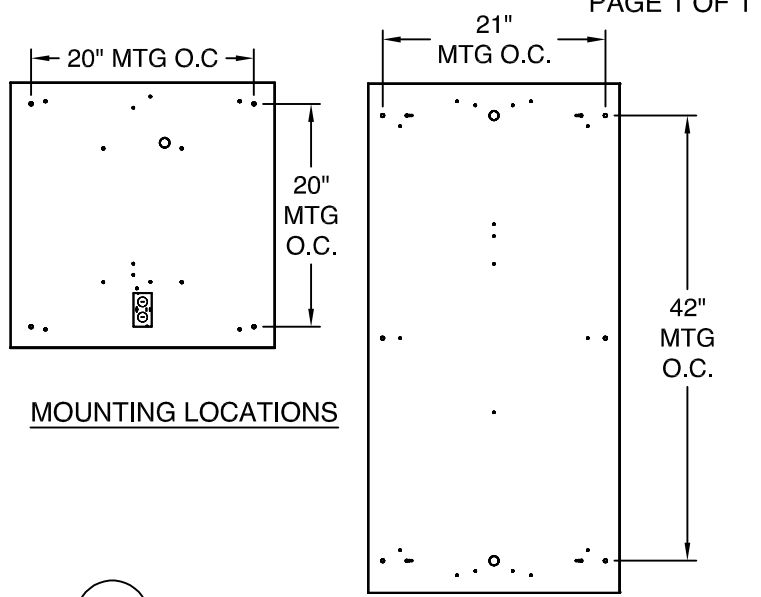 PAGE 1 OF 1
20" MTG O.C
21"
MTG O.C.
20"
MTG
O.C.
42"
MTG
O.C.
MOUNTING LOCATIONS